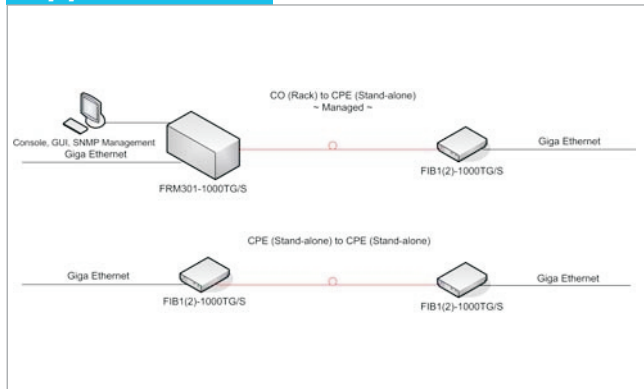 CO (Rack) to CPE (Stand-alone)
~ Managed ~
Console, GUI, SNMP Management
Giga Ethernet
Giga Ethernet
FRM301-1000TG/S
FIB1(2)-1000TG/S
CPE (Stand-alone) to CPE (Stand-alone)
Giga Ethernet
Giga Ethernet
FIB1(2)-1000TG/S
FIB1(2)-1000TG/S